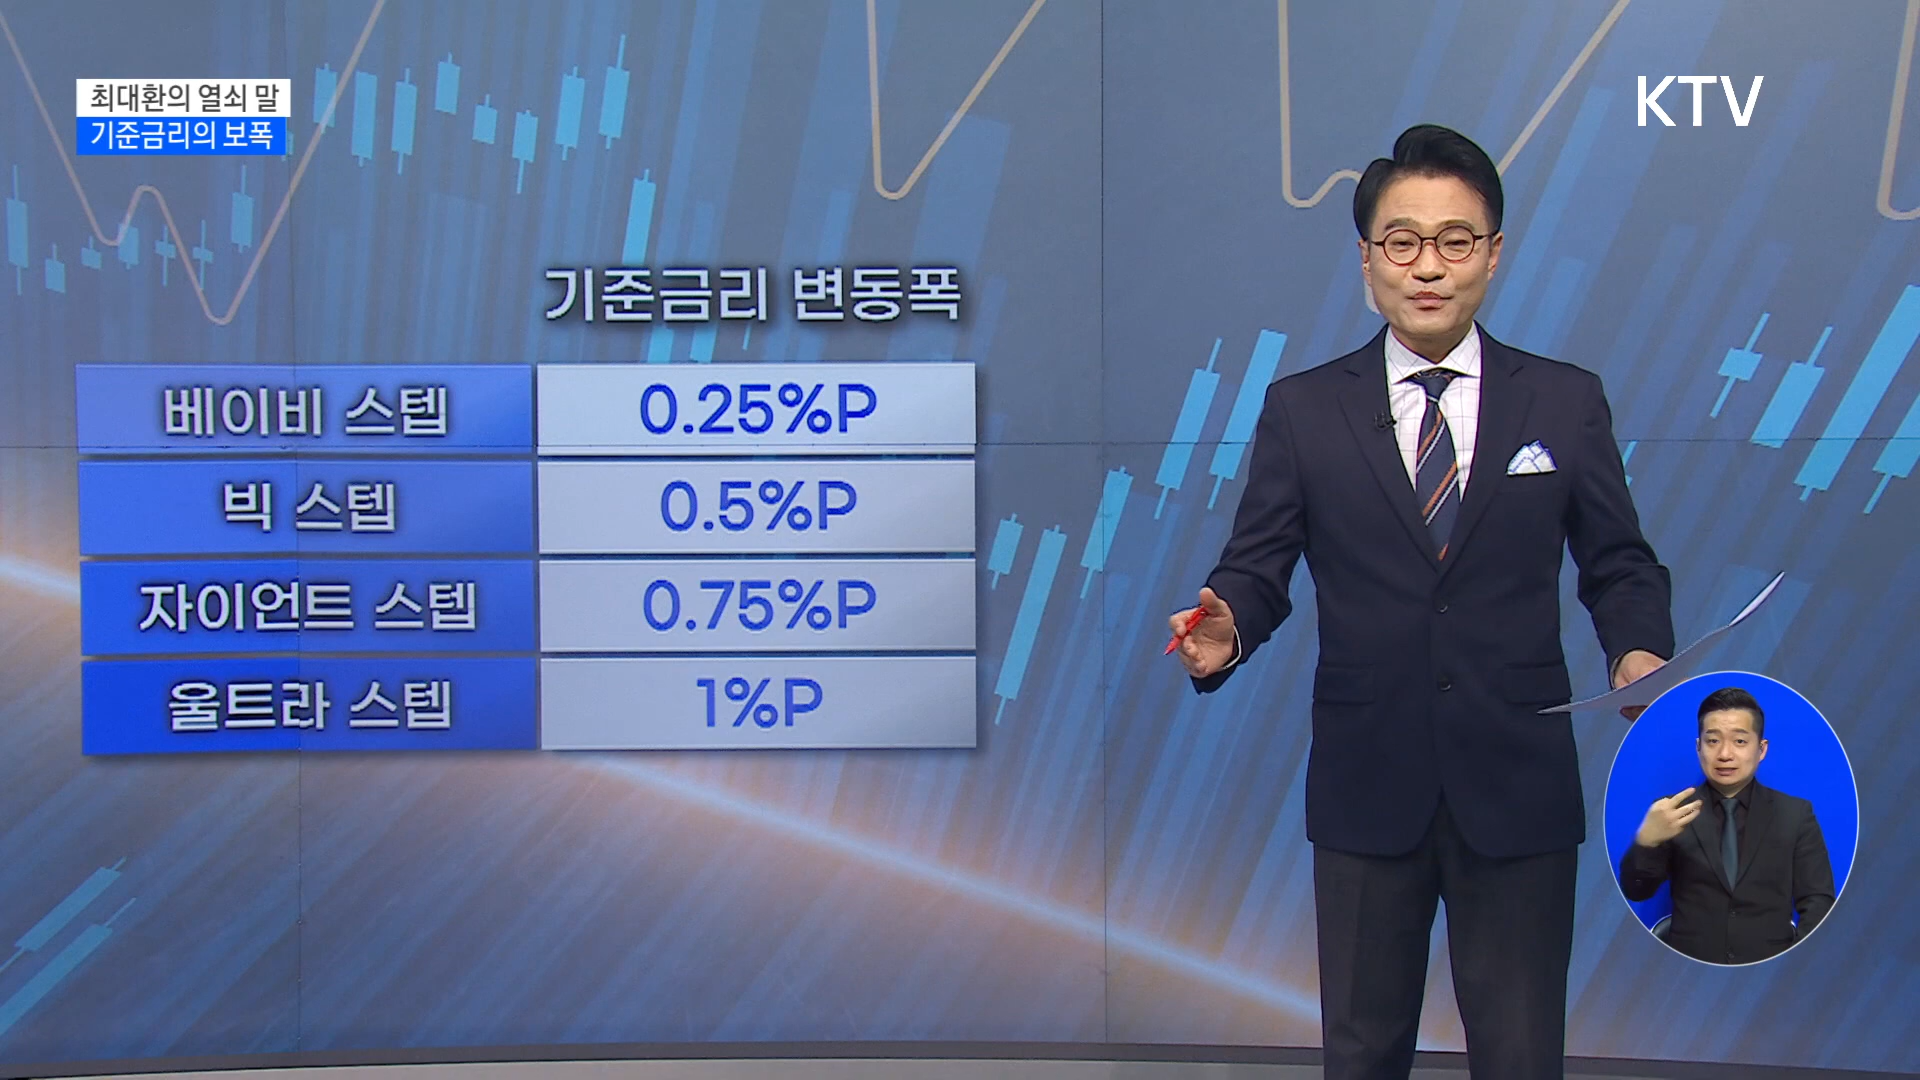 최대환의 열쇠 말
기준금리의 보폭
KTV
기준금리 변동폭
베이비 스텝 0.25%P
빅 스텝 0.5%P
자이언트 스텝 0.75%P
울트라 스텝 1%P